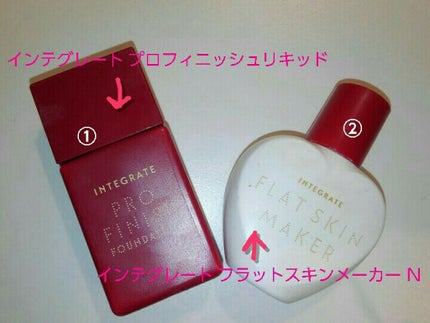 インテグレート プロフィニッシュリキッド
①
②
INTEGRATE
PRO
FINI
FOUNDA
INTEGRATE
FLAT SKIN
MAKER
インテグレート フラットスキンメーカー N